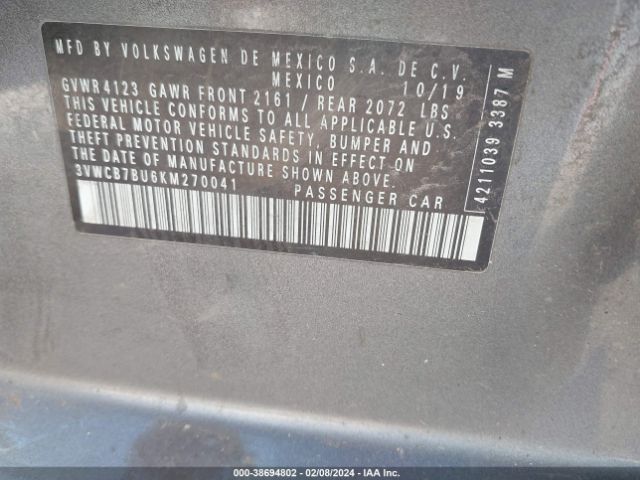 MFD BY VOLKSWAGEN DE MEXICO S.A. DE C.V.
MEXICO 10/19
GVWR 4123 GAWR FRONT 2161 / REAR 2072 LBS
THIS VEHICLE CONFORMS TO ALL APPLICABLE U.S.
FEDERAL MOTOR VEHICLE SAFETY, BUMPER AND
THEFT PREVENTION STANDARDS IN EFFECT ON
THE DATE OF MANUFACTURE SHOWN ABOVE.
3VWCB7BU6KM270041 PASSENGER CAR
4211039 3387 M
000-38694802 - 02/08/2024 - IAA Inc.